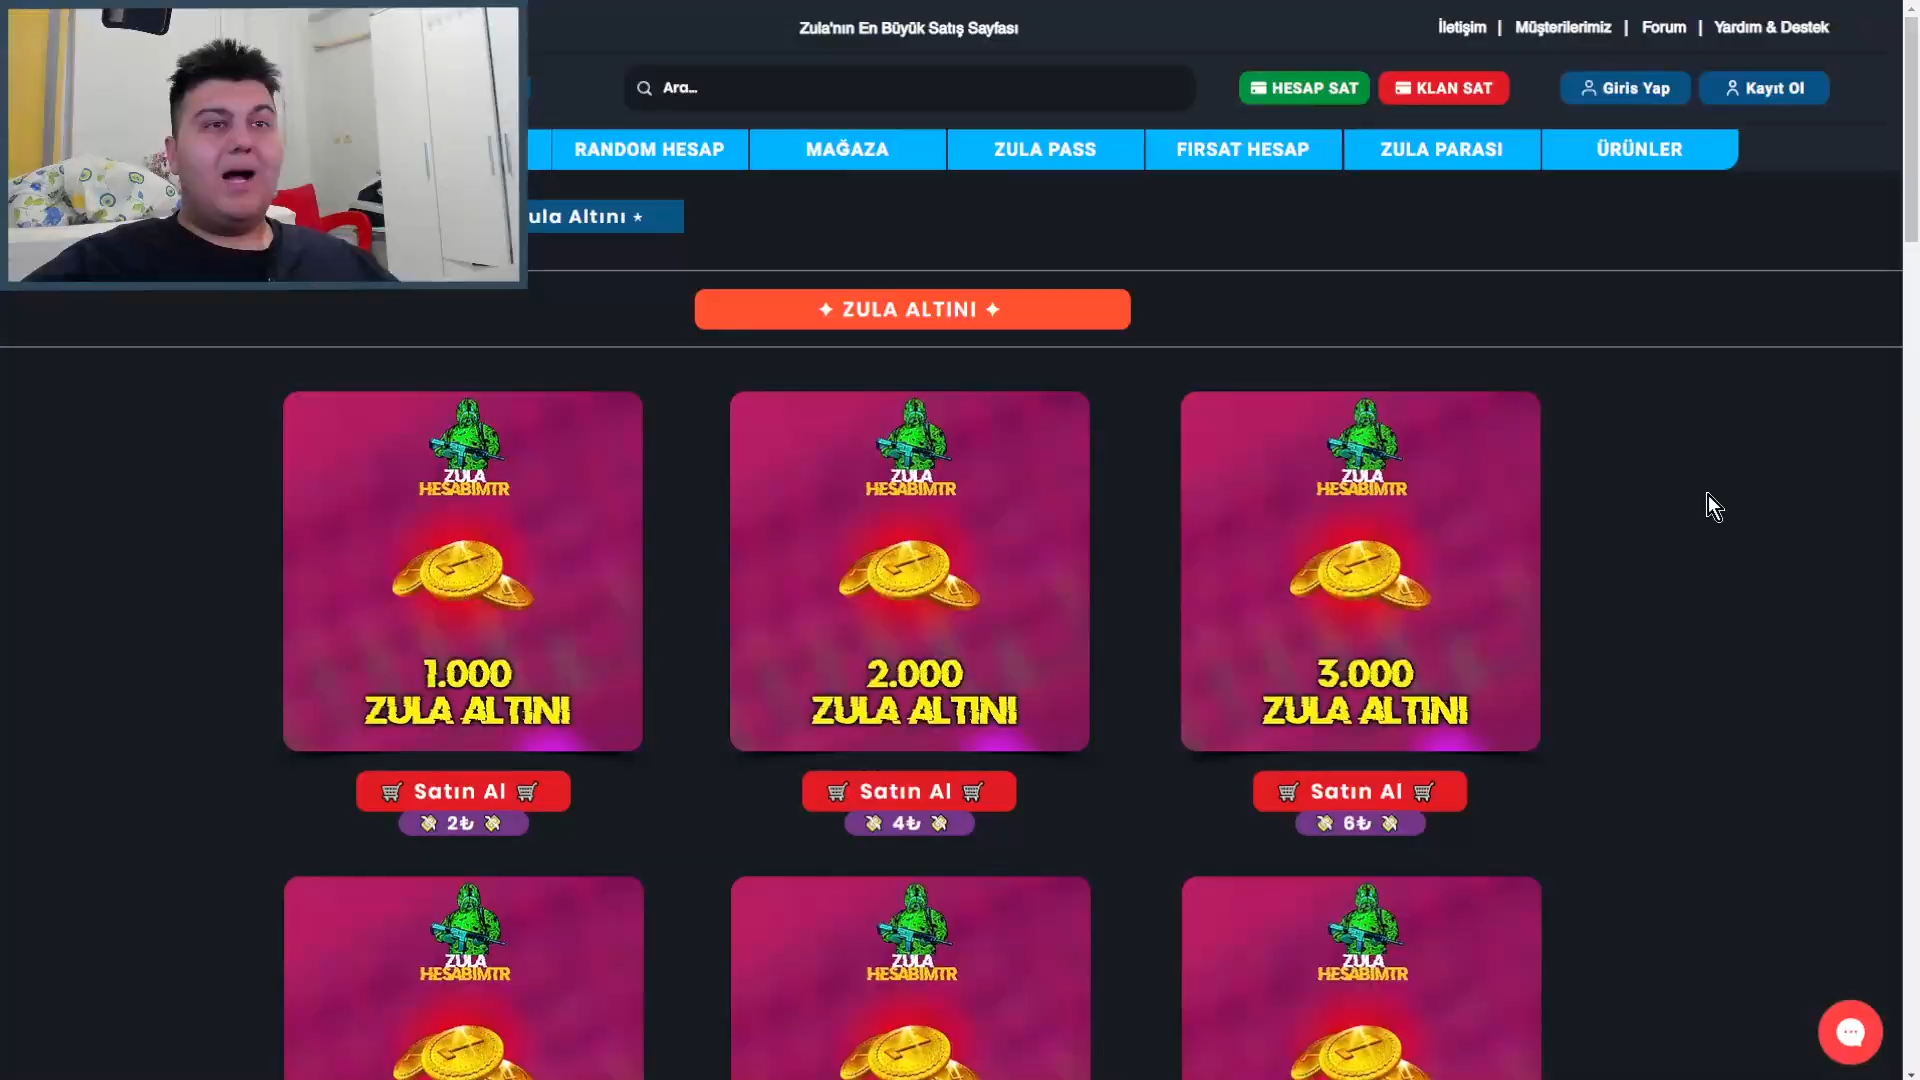 Zula'nın En Büyük Satış Sayfası
İletişim | Müşterilerimiz | Forum | Yardım & Destek
Ara...
HESAP SAT
KLAN SAT
Giris Yap
Kayıt Ol
RANDOM HESAP
MAĞAZA
ZULA PASS
FIRSAT HESAP
ZULA PARASI
ÜRÜNLER
ula Altını ⋆
✦ ZULA ALTINI ✦
ZULA
HESABIMTR
1.000
ZULA ALTINI
Satın Al
2₺
ZULA
HESABIMTR
2.000
ZULA ALTINI
Satın Al
4₺
ZULA
HESABIMTR
3.000
ZULA ALTINI
Satın Al
6₺
ZULA
HESABIMTR
ZULA
HESABIMTR
ZULA
HESABIMTR